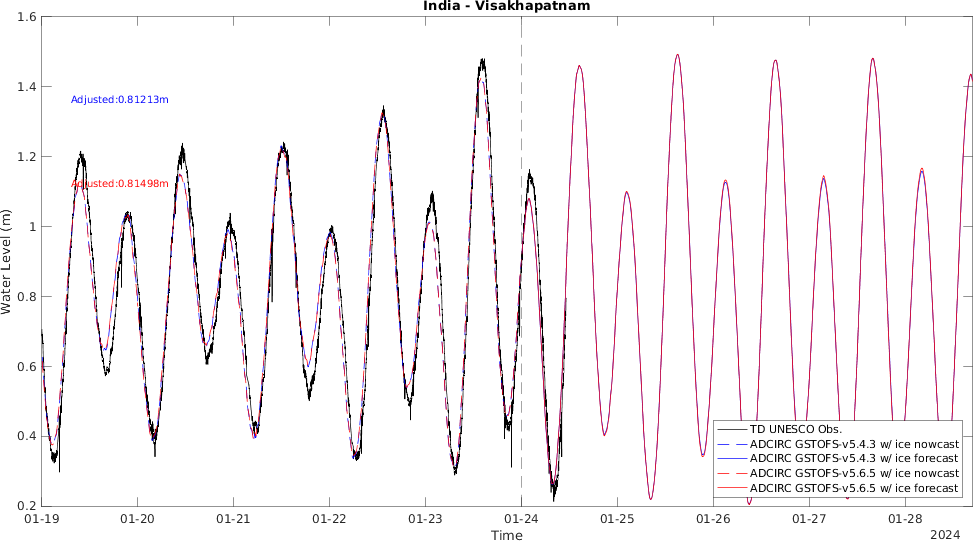 India - Visakhapatnam
1.6
1.4
1.2
1
0.8
0.6
0.4
0.2
Water Level (m)
Adjusted:0.81213m
Adjusted:0.81498m
TD UNESCO Obs.
ADCIRC GSTOFS-v5.4.3 w/ ice nowcast
ADCIRC GSTOFS-v5.4.3 w/ ice forecast
ADCIRC GSTOFS-v5.6.5 w/ ice nowcast
ADCIRC GSTOFS-v5.6.5 w/ ice forecast
01-19 01-20 01-21 01-22 01-23 01-24 01-25 01-26 01-27 01-28
Time
2024